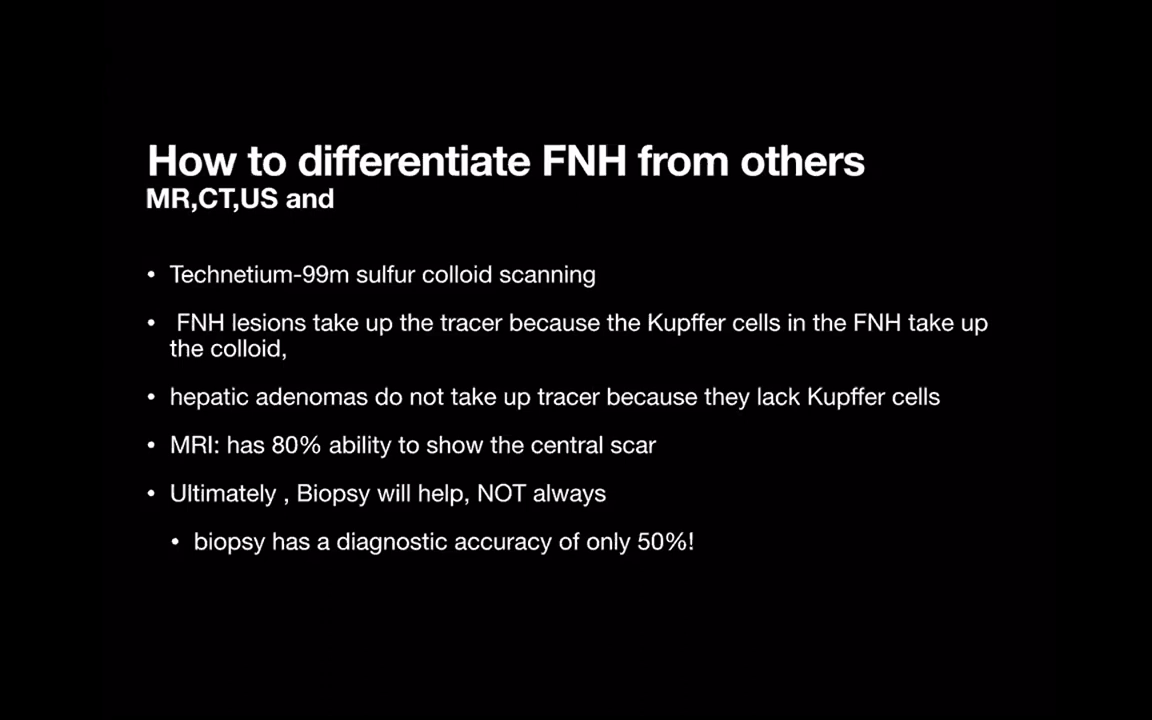 How to differentiate FNH from others
MR,CT,US and
• Technetium-99m sulfur colloid scanning
• FNH lesions take up the tracer because the Kupffer cells in the FNH take up
the colloid,
• hepatic adenomas do not take up tracer because they lack Kupffer cells
• MRI: has 80% ability to show the central scar
• Ultimately , Biopsy will help, NOT always
• biopsy has a diagnostic accuracy of only 50%!